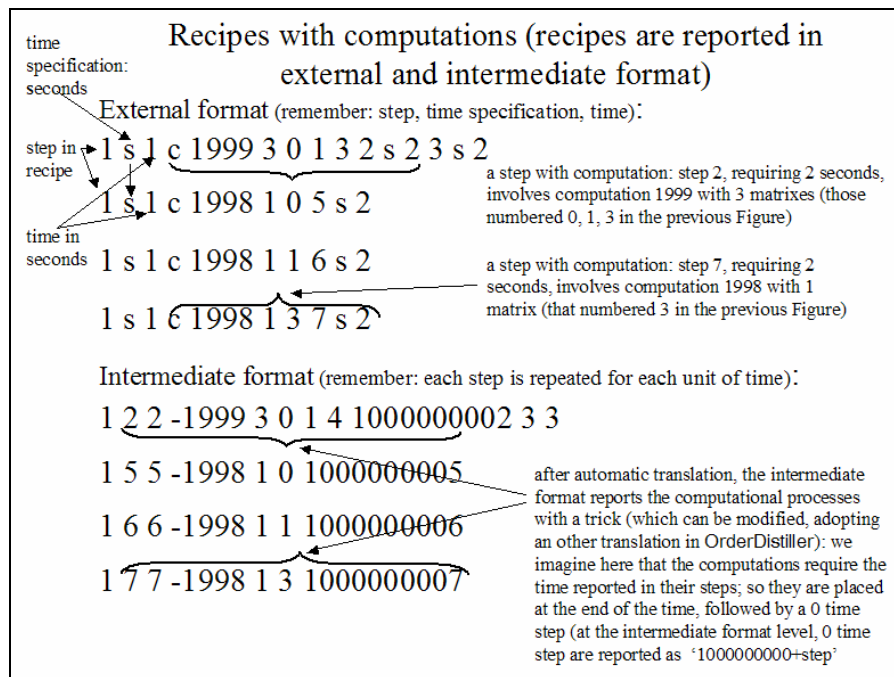 Recipes with computations (recipes are reported in
external and intermediate format)
time
specification:
seconds
External format (remember: step, time specification, time):
step in
recipe
1 s 1 c 1999 3 0 1 3 2 s 2 3 s 2
a step with computation: step 2, requiring 2 seconds,
involves computation 1999 with 3 matrixes (those
numbered 0, 1, 3 in the previous Figure)
1 s 1 c 1998 1 0 5 s 2
time in
seconds
1 s 1 c 1998 1 1 6 s 2
a step with computation: step 7, requiring 2
seconds, involves computation 1998 with 1
matrix (that numbered 3 in the previous Figure)
1 s 1 c 1998 1 3 7 s 2
Intermediate format (remember: each step is repeated for each unit of time):
1 2 2 -1999 3 0 1 4 1000000002 3 3
1 5 5 -1998 1 0 1000000005
1 6 6 -1998 1 1 1000000006
1 7 7 -1998 1 3 1000000007
after automatic translation, the intermediate
format reports the computational processes
with a trick (which can be modified, adopting
an other translation in OrderDistiller): we
imagine here that the computations require the
time reported in their steps; so they are placed
at the end of the time, followed by a 0 time
step (at the intermediate format level, 0 time
step are reported as ‘1000000000+step’